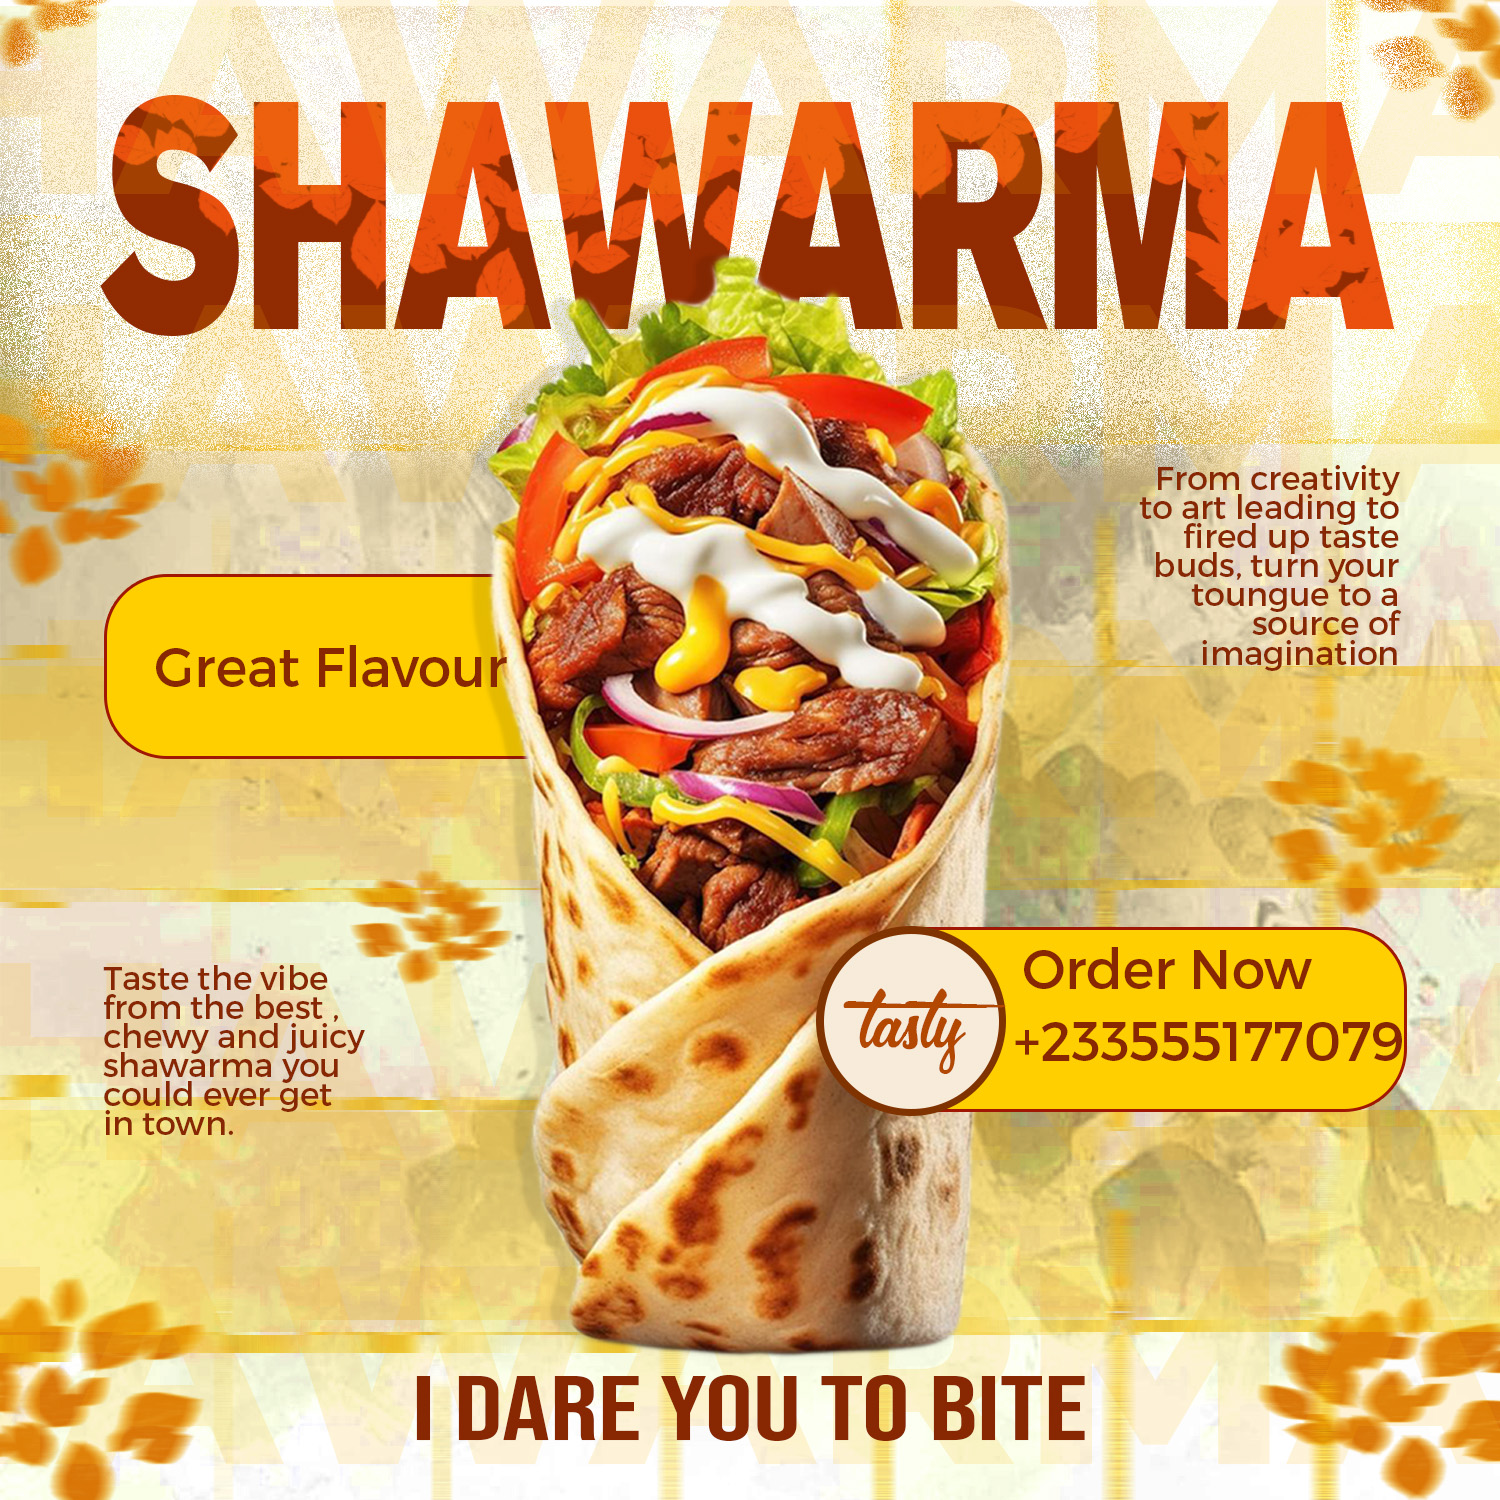 SHAWARMA
From creativity
to art leading to
fired up taste
buds, turn your
toungue to a
source of
imagination
Great Flavour
Order Now
+233555177079
tasty
Taste the vibe
from the best ,
chewy and juicy
shawarma you
could ever get
in town.
I DARE YOU TO BITE